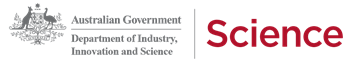 Australian Government
Department of Industry,
Innovation and Science
Science